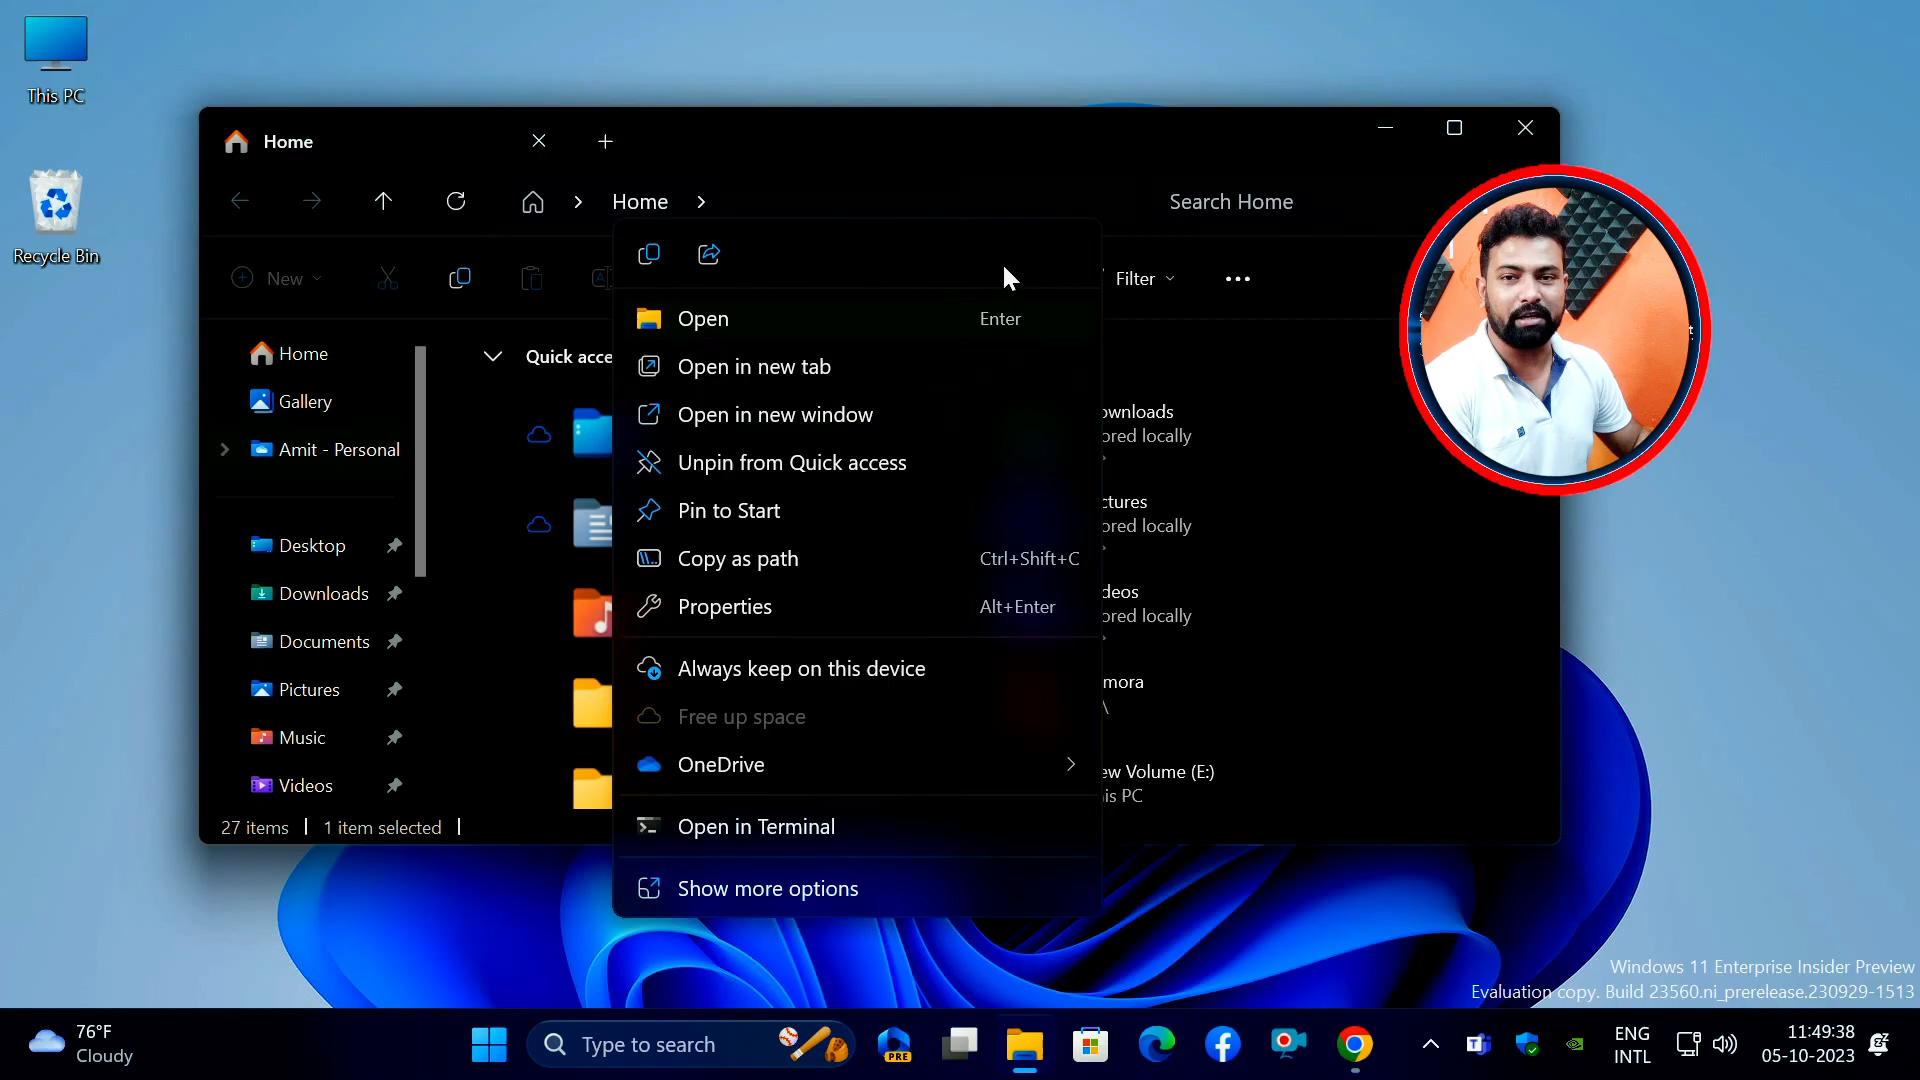 This PC
Recycle Bin
Home
Home
Search Home
New
Filter
Home
Gallery
Amit - Personal
Desktop
Downloads
Documents
Pictures
Music
Videos
27 items
1 item selected
Quick acce
Open Enter
Open in new tab
Open in new window
Unpin from Quick access
Pin to Start
Copy as path Ctrl+Shift+C
Properties Alt+Enter
Always keep on this device
Free up space
OneDrive
Open in Terminal
Show more options
ownloads
ored locally
ctures
ored locally
deos
ored locally
mora
\
ew Volume (E:)
is PC
Windows 11 Enterprise Insider Preview
Evaluation copy. Build 23560.ni_prerelease.230929-1513
76°F
Cloudy
Type to search
PRE
ENG
INTL
11:49:38
05-10-2023